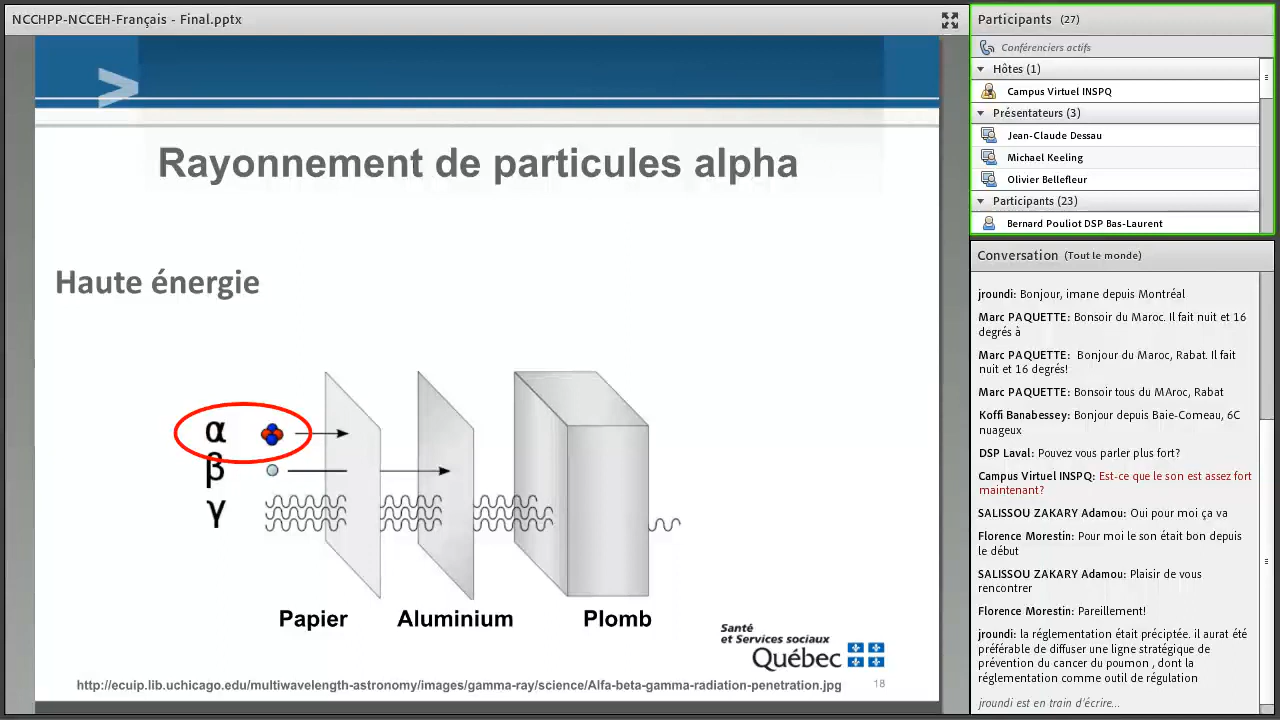 NCCHPP-NCCEH-Français - Final.pptx
Rayonnement de particules alpha
Haute énergie
α
β
γ
Papier Aluminium Plomb
Santé
et Services sociaux
Québec
http://ecuip.lib.uchicago.edu/multiwavelength-astronomy/images/gamma-ray/science/Alfa-beta-gamma-radiation-penetration.jpg
18
Participants (27)
Conférenciers actifs
Hôtes (1)
Campus Virtuel INSPQ
Présentateurs (3)
Jean-Claude Dessau
Michael Keeling
Olivier Bellefleur
Participants (23)
Bernard Pouliot DSP Bas-Laurent
Conversation (Tout le monde)
jroundi: Bonjour, imane depuis Montréal
Marc PAQUETTE: Bonsoir du Maroc. Il fait nuit et 16
degrés à
Marc PAQUETTE: Bonjour du Maroc, Rabat. Il fait
nuit et 16 degrés!
Marc PAQUETTE: Bonsoir tous du MAroc, Rabat
Koffi Banabessey: Bonjour depuis Baie-Comeau, 6C
nuageux
DSP Laval: Pouvez vous parler plus fort?
Campus Virtuel INSPQ: Est-ce que le son est assez fort
maintenant?
SALISSOU ZAKARY Adamou: Oui pour moi ça va
Florence Morestin: Pour moi le son était bon depuis
le début
SALISSOU ZAKARY Adamou: Plaisir de vous
rencontrer
Florence Morestin: Pareillement!
jroundi: la réglementation était préciptée. il aurat été
préférable de diffuser une ligne stratégique de
prévention du cancer du poumon , dont la
réglementation comme outil de régulation
jroundi est en train d'écrire...